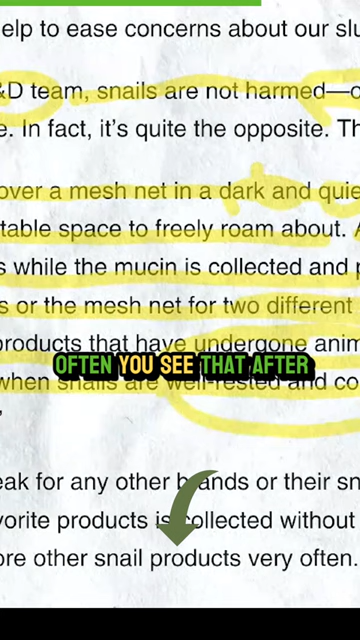 elp to ease concerns about our slu
&D team, snails are not harmed—
e. In fact, it's quite the opposite. Th
over a mesh net in a dark and quie
table space to freely roam about.
s while the mucin is collected and p
s or the mesh net for two different
products that have undergone anim
OFTEN YOU SEE THAT AFTER
when snails are well-rested and co
eak for any other brands or their sn
vorite products is collected without
ore other snail products very often.